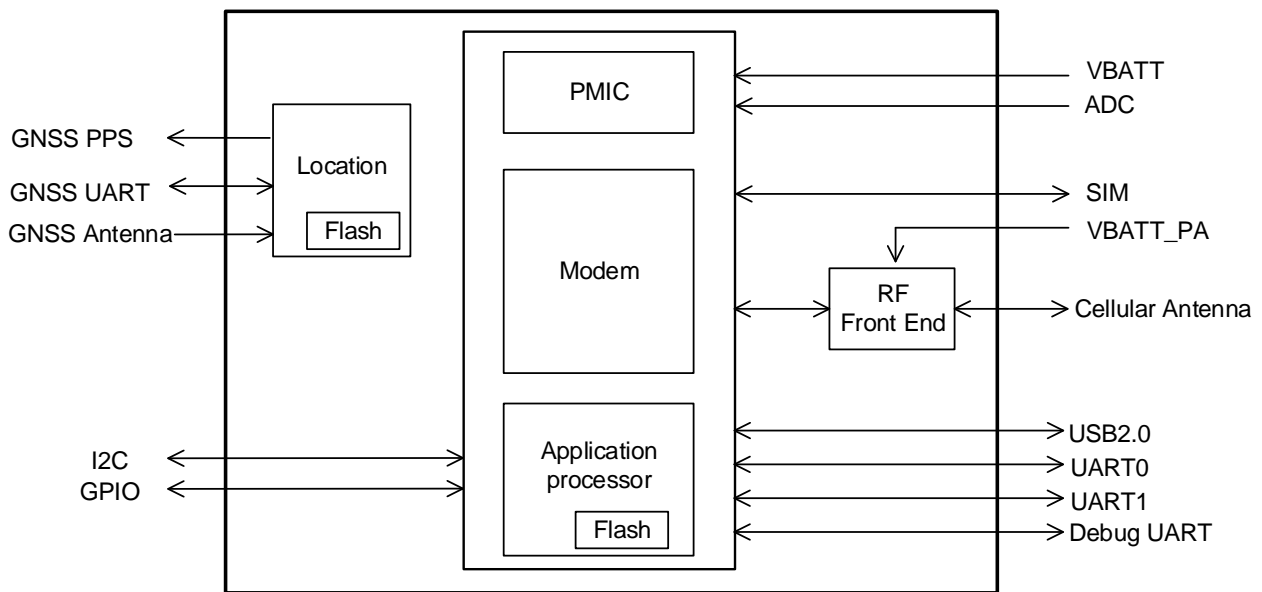 GNSS PPS
GNSS UART
GNSS Antenna
I2C
GPIO
Location
Flash
PMIC
Modem
Application
processor
Flash
RF
Front End
VBATT
ADC
SIM
VBATT_PA
Cellular Antenna
USB2.0
UART0
UART1
Debug UART